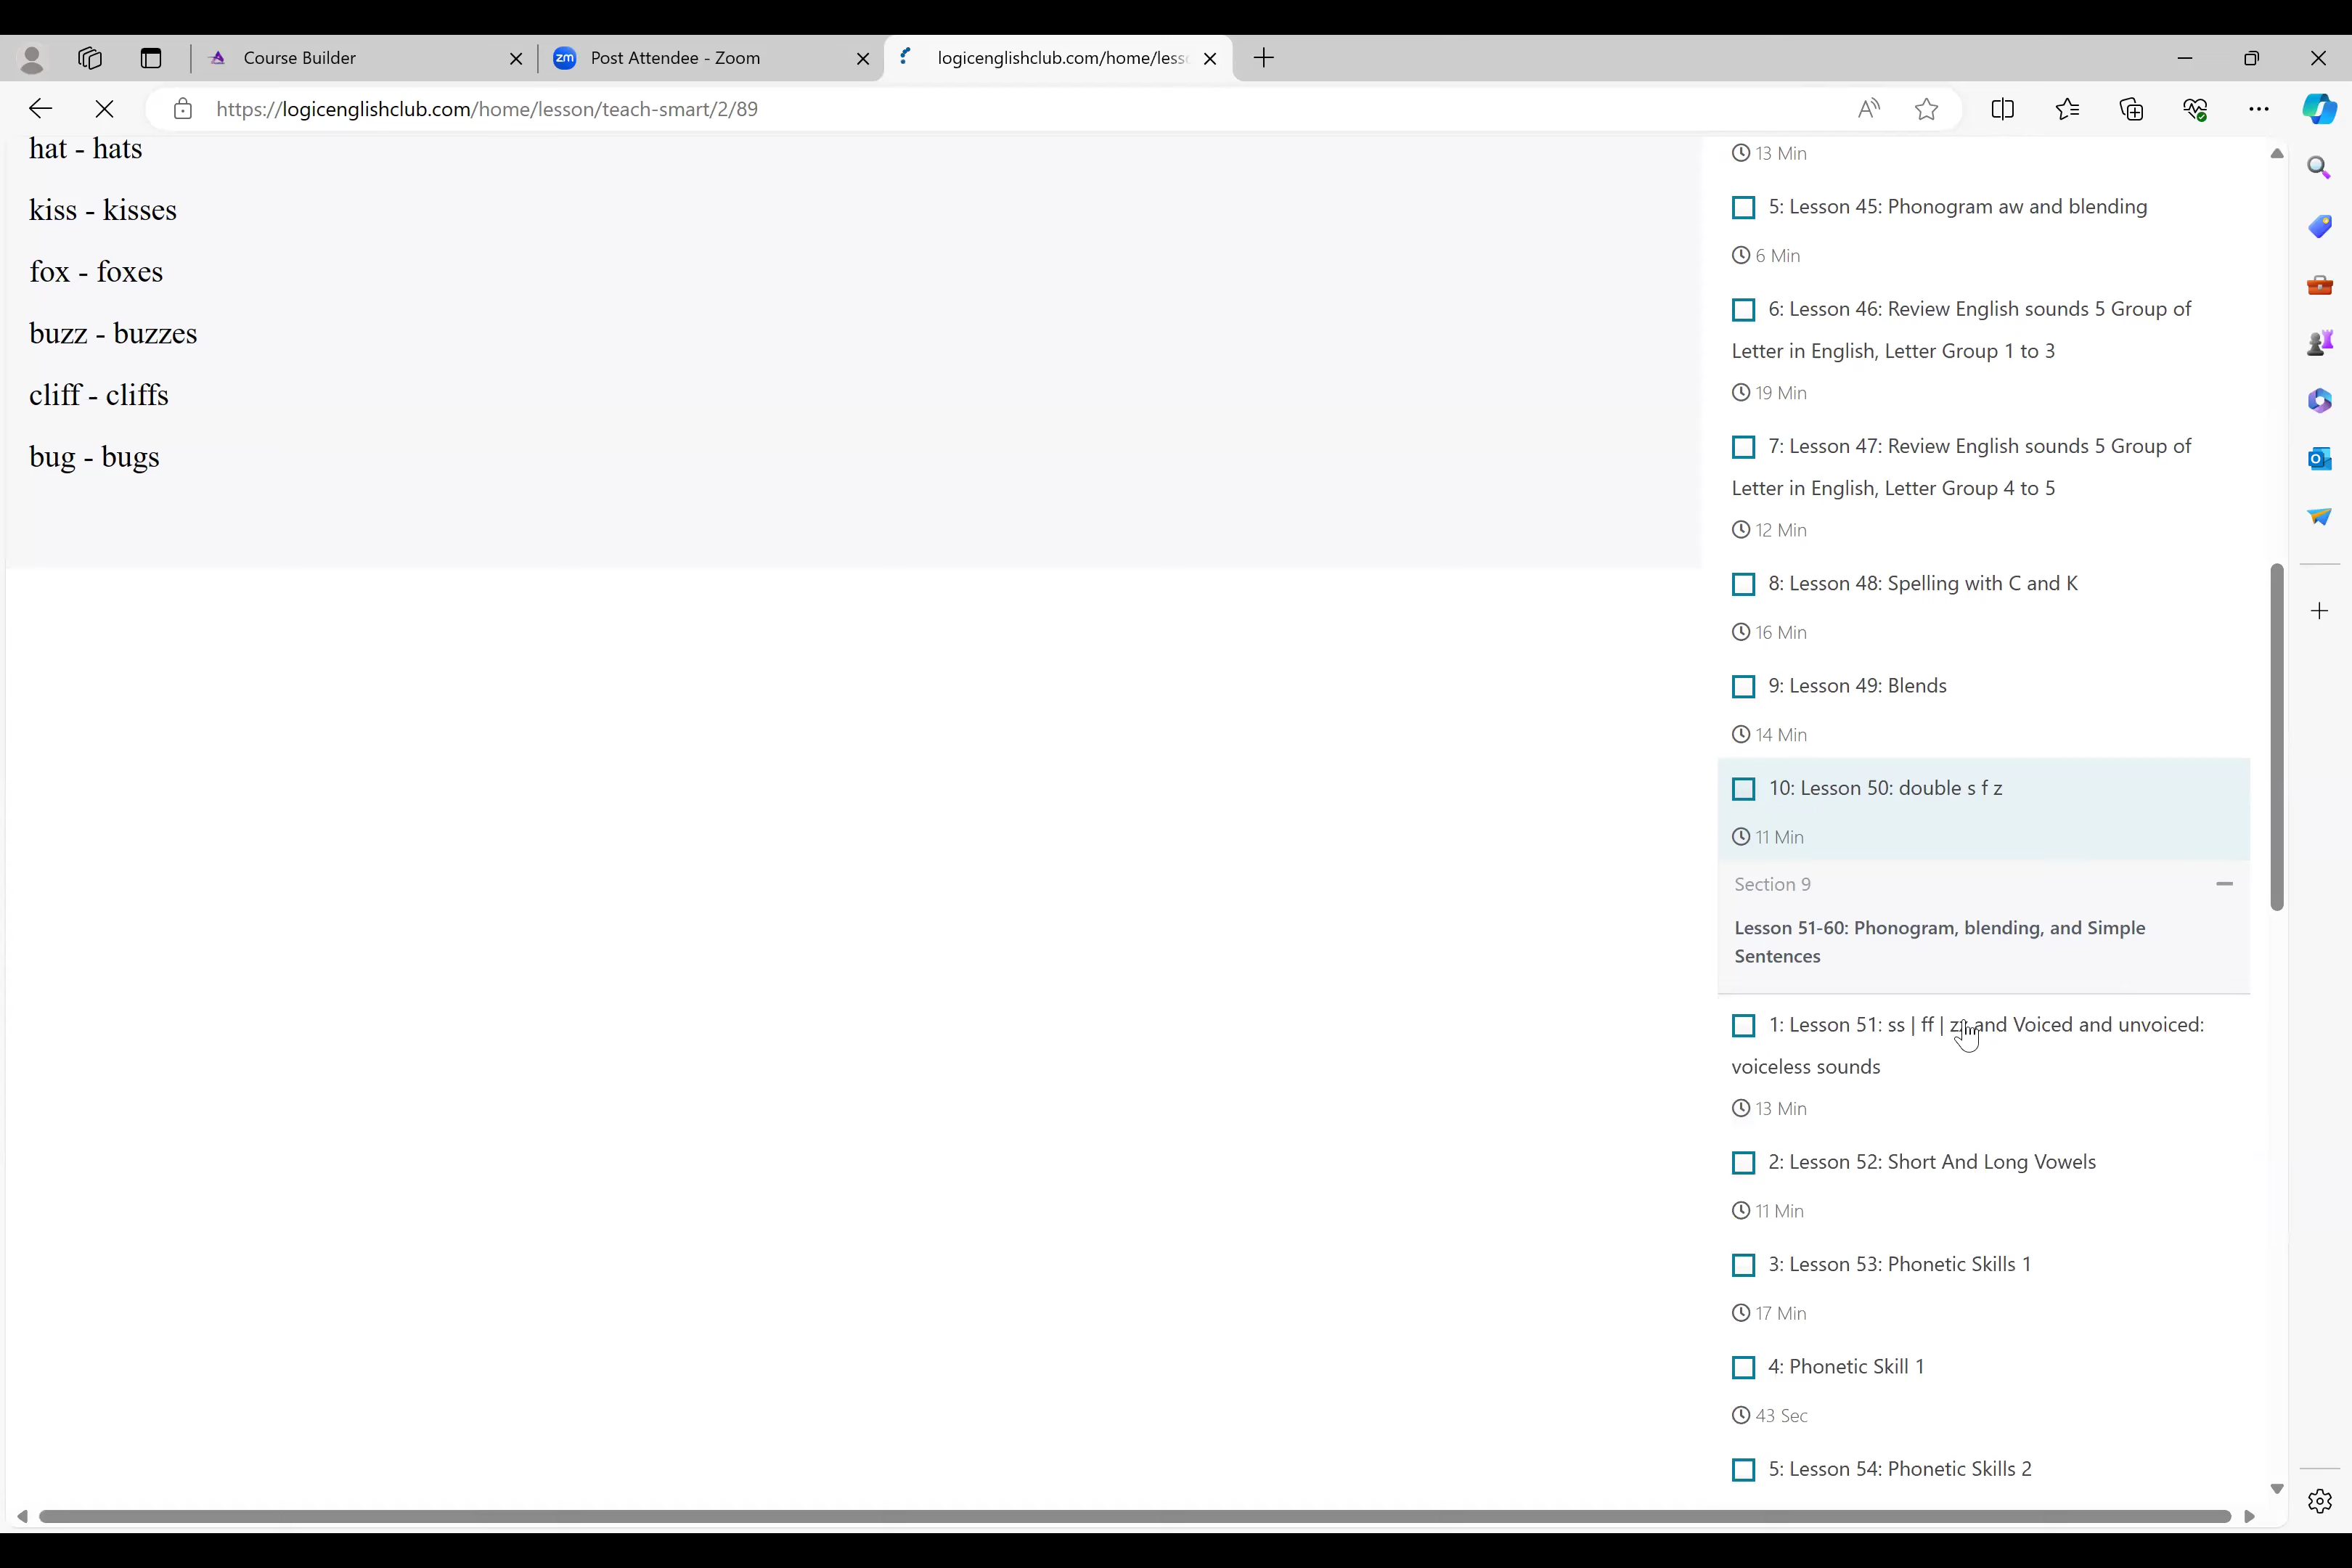 Course Builder
zm Post Attendee - Zoom
logicenglishclub.com/home/less
https://logicenglishclub.com/home/lesson/teach-smart/2/89
hat - hats
kiss - kisses
fox - foxes
buzz - buzzes
cliff - cliffs
bug - bugs
13 Min
5: Lesson 45: Phonogram aw and blending
6 Min
6: Lesson 46: Review English sounds 5 Group of
Letter in English, Letter Group 1 to 3
19 Min
7: Lesson 47: Review English sounds 5 Group of
Letter in English, Letter Group 4 to 5
12 Min
8: Lesson 48: Spelling with C and K
16 Min
9: Lesson 49: Blends
14 Min
10: Lesson 50: double s f z
11 Min
Section 9
Lesson 51-60: Phonogram, blending, and Simple
Sentences
1: Lesson 51: ss | ff | zz and Voiced and unvoiced:
voiceless sounds
13 Min
2: Lesson 52: Short And Long Vowels
11 Min
3: Lesson 53: Phonetic Skills 1
17 Min
4: Phonetic Skill 1
43 Sec
5: Lesson 54: Phonetic Skills 2